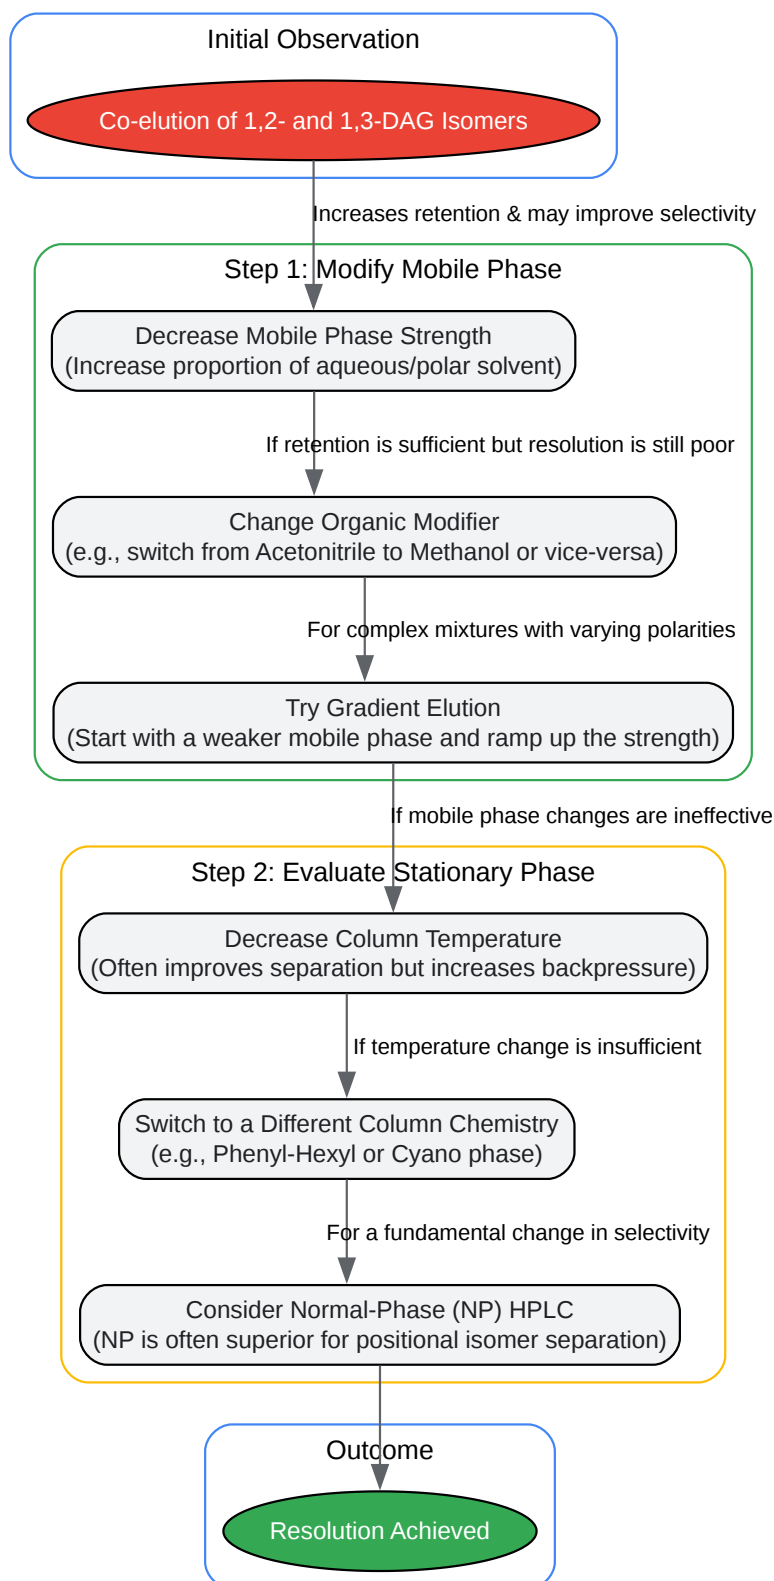 Initial Observation
Co-elution of 1,2- and 1,3-DAG Isomers
Increases retention & may improve selectivity
Step 1: Modify Mobile Phase
Decrease Mobile Phase Strength
(Increase proportion of aqueous/polar solvent)
If retention is sufficient but resolution is still poor
Change Organic Modifier
(e.g., switch from Acetonitrile to Methanol or vice-versa)
For complex mixtures with varying polarities
Try Gradient Elution
(Start with a weaker mobile phase and ramp up the strength)
If mobile phase changes are ineffective
Step 2: Evaluate Stationary Phase
Decrease Column Temperature
(Often improves separation but increases backpressure)
If temperature change is insufficient
Switch to a Different Column Chemistry
(e.g., Phenyl-Hexyl or Cyano phase)
For a fundamental change in selectivity
Consider Normal-Phase (NP) HPLC
(NP is often superior for positional isomer separation)
Outcome
Resolution Achieved